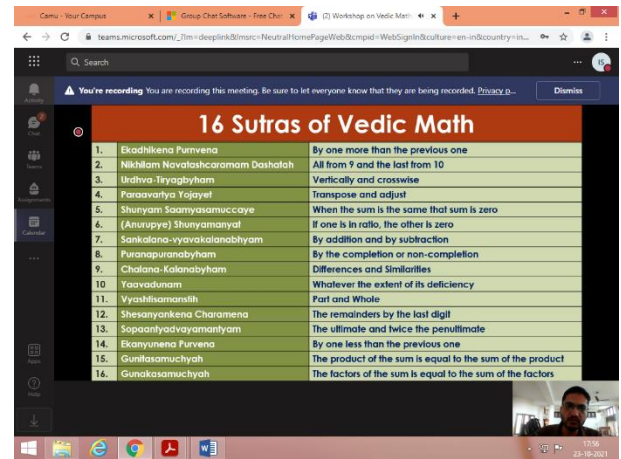 Camu - Your Campus
Group Chat Software - Free Chat
(2) Workshop on Vedic Math
teams.microsoft.com/_?lm=deeplink&lmsrc=NeutralHomePageWeb&cmpid=WebSignIn&culture=en-in&country=in...
Search
IS
You're recording You are recording this meeting. Be sure to let everyone know that they are being recorded. Privacy p...
Dismiss
Activity
Chat
Teams
Assignments
Calendar
Apps
Help
16 Sutras of Vedic Math
1. Ekadhikena Purnvena By one more than the previous one
2. Nikhilam Navatashcaramam Dashatah All from 9 and the last from 10
3. Urdhva-Tiryagbyham Vertically and crosswise
4. Paraavartya Yojayet Transpose and adjust
5. Shunyam Saamyasamuccaye When the sum is the same that sum is zero
6. (Anurupye) Shunyamanyat If one is in ratio, the other is zero
7. Sankalana-vyavakalanabhyam By addition and by subtraction
8. Puranapuranabyham By the completion or non-completion
9. Chalana-Kalanabyham Differences and Similarities
10 Yaavadunam Whatever the extent of its deficiency
11. Vyashtisamanstih Part and Whole
12. Shesanyankena Charamena The remainders by the last digit
13. Sopaantyadvayamantyam The ultimate and twice the penultimate
14. Ekanyunena Purvena By one less than the previous one
15. Gunitasamuchyah The product of the sum is equal to the sum of the product
16. Gunakasamuchyah The factors of the sum is equal to the sum of the factors
17:56
23-10-2021